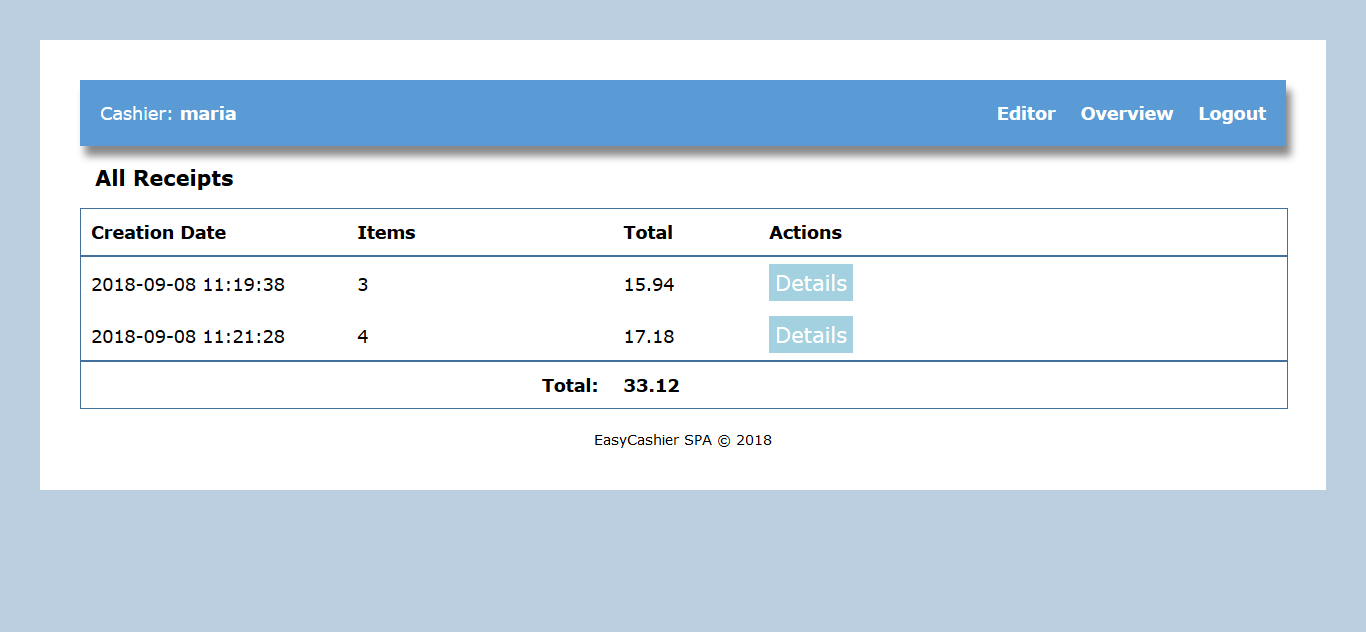 Cashier: maria Editor Overview Logout
All Receipts
Creation Date Items Total Actions
2018-09-08 11:19:38 3 15.94 Details
2018-09-08 11:21:28 4 17.18 Details
Total: 33.12
EasyCashier SPA © 2018